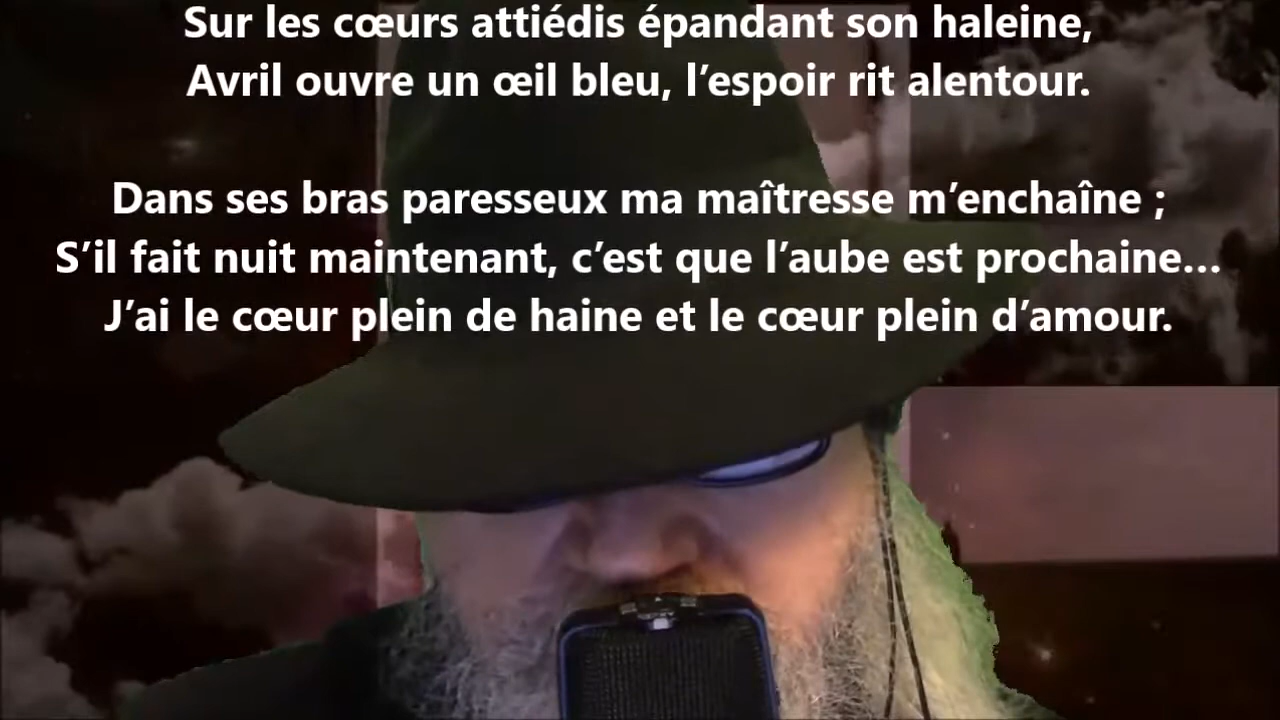 Sur les cœurs attiédis épandant son haleine,
Avril ouvre un œil bleu, l’espoir rit alentour.
Dans ses bras paresseux ma maîtresse m’enchaîne ;
S’il fait nuit maintenant, c’est que l’aube est prochaine…
J’ai le cœur plein de haine et le cœur plein d’amour.